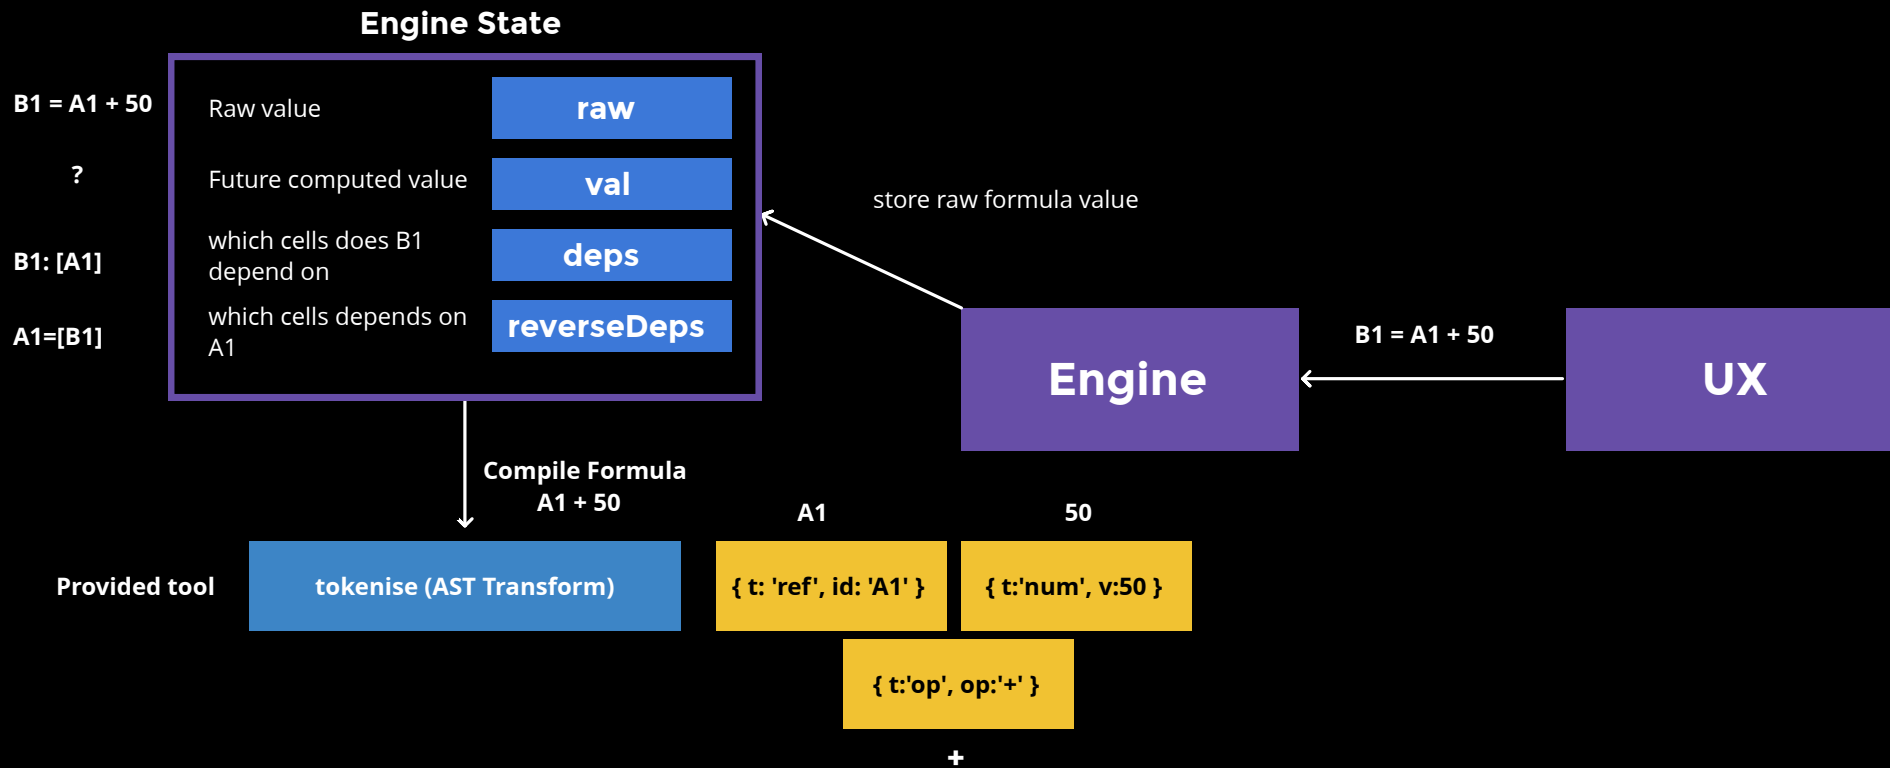 Engine State
B1 = A1 + 50
Raw value
raw
?
Future computed value
val
B1: [A1]
which cells does B1
depend on
deps
A1=[B1]
which cells depends on
A1
reverseDeps
store raw formula value
Engine
B1 = A1 + 50
UX
Compile Formula
A1 + 50
Provided tool
tokenise (AST Transform)
A1
{ t: 'ref', id: 'A1' }
50
{ t:'num', v:50 }
{ t:'op', op:'+' }
+